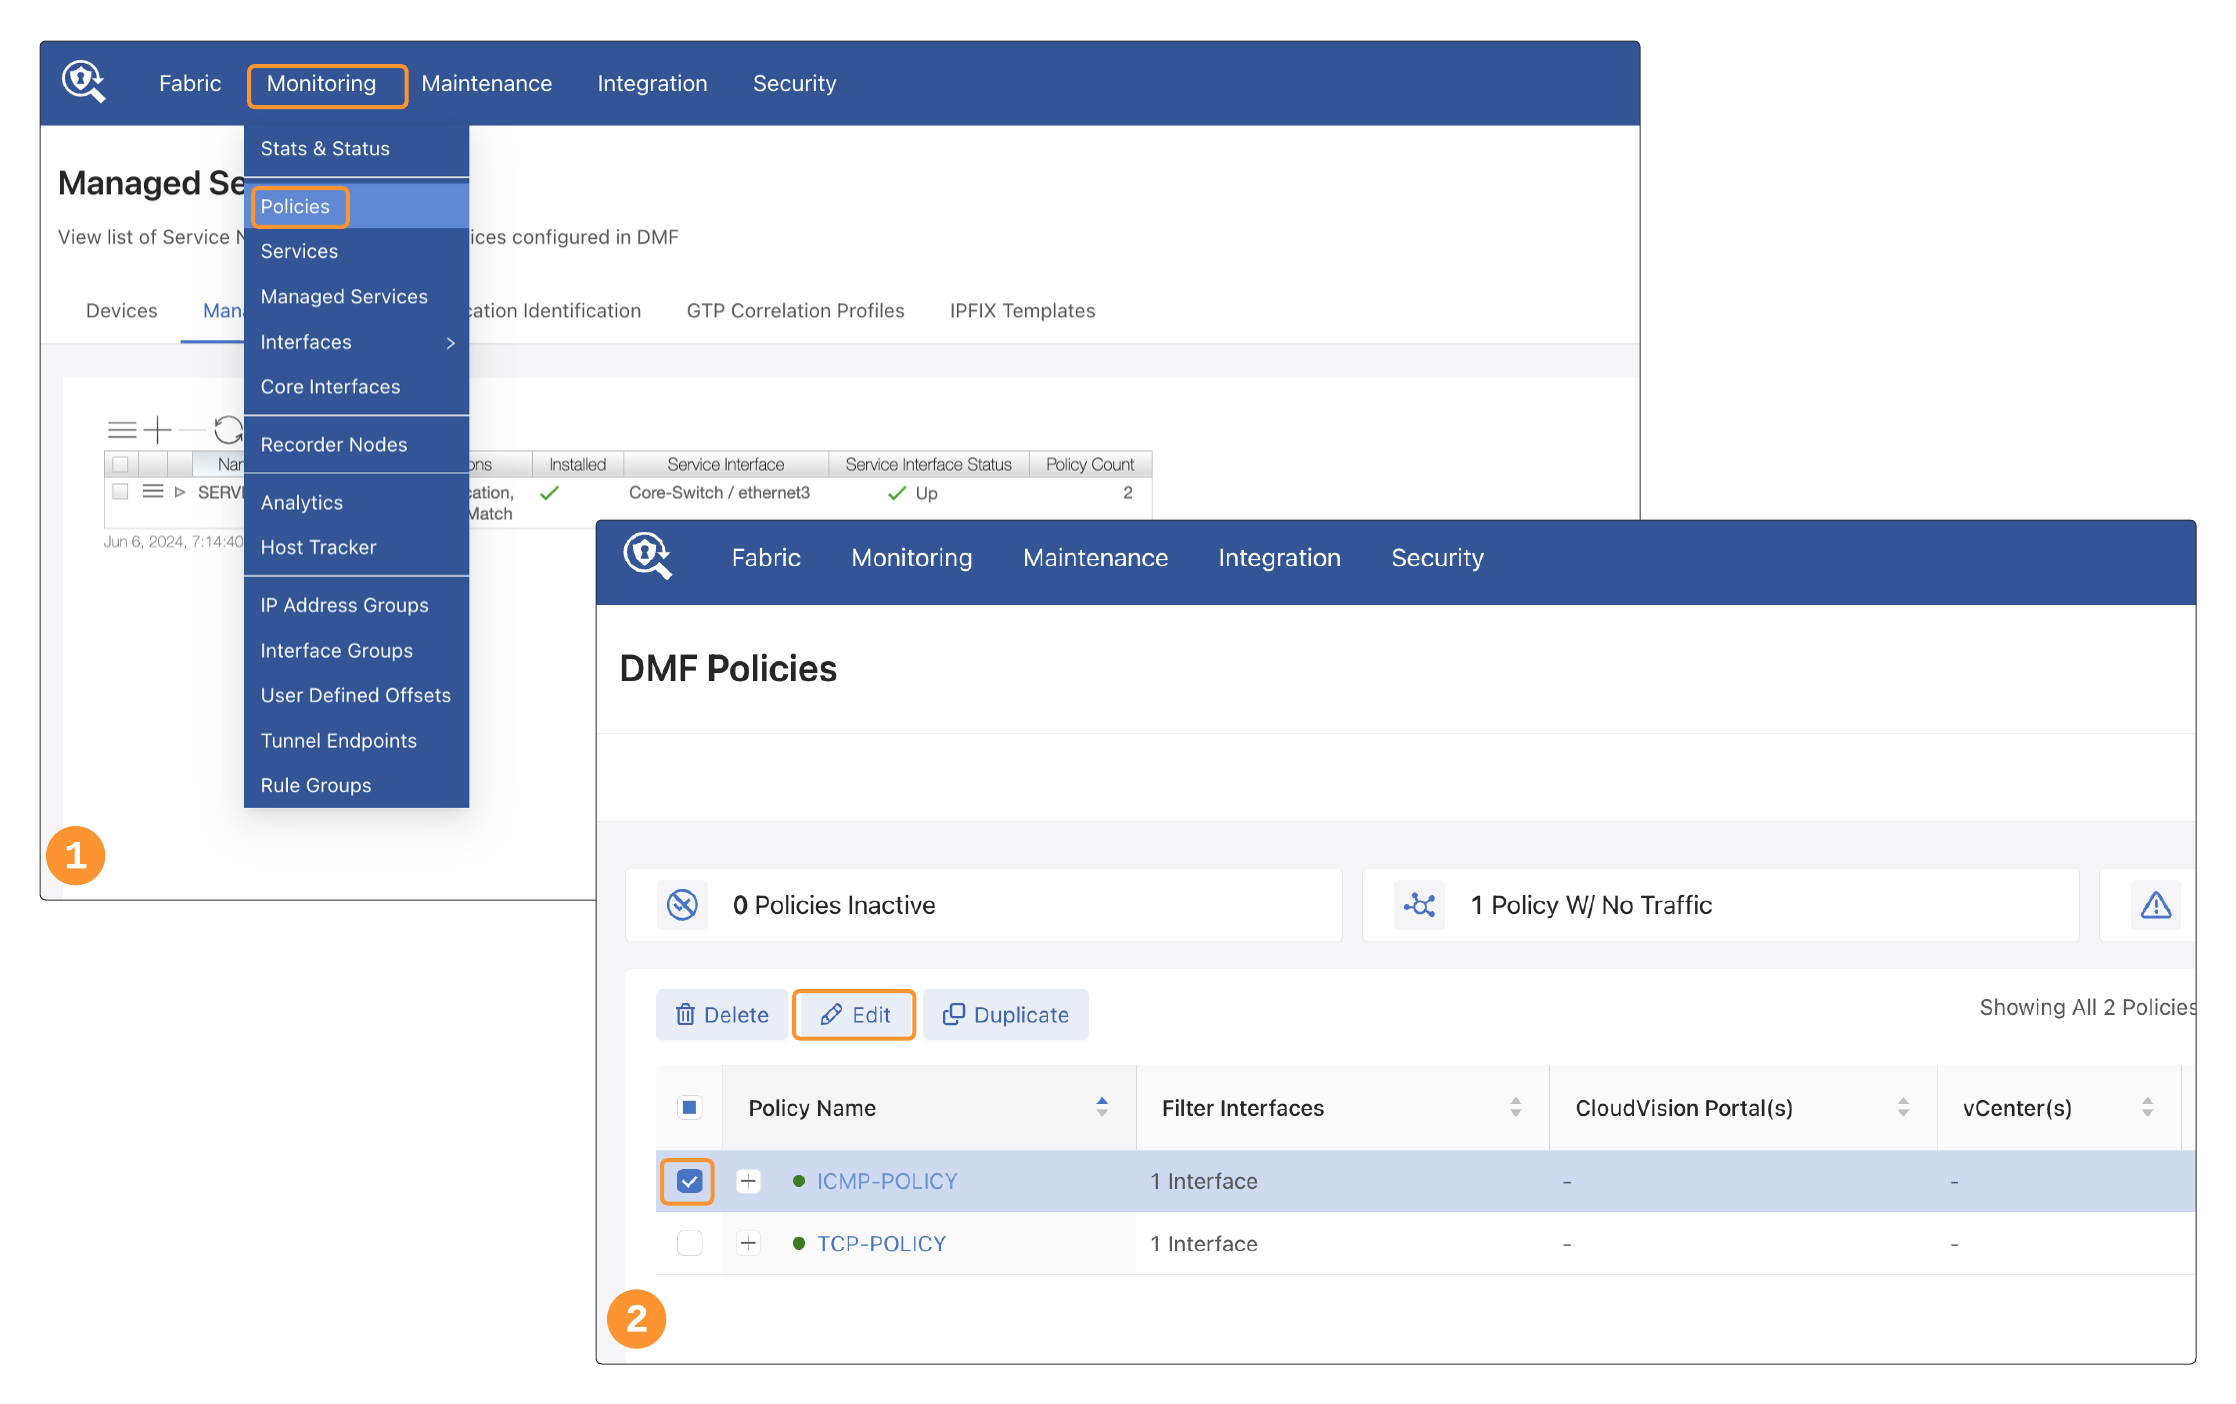 Fabric Monitoring Maintenance Integration Security
Stats & Status
Managed Se
Policies
View list of Service N ices configured in DMF
Services
Managed Services
Devices Mana cation Identification GTP Correlation Profiles IPFIX Templates
Interfaces
Core Interfaces
Recorder Nodes
Nar ons Installed Service Interface Service Interface Status Policy Count
SERVI cation, Core-Switch / ethernet3 Up 2
Match
Analytics
Jun 6, 2024, 7:14:40
Host Tracker
IP Address Groups
Interface Groups
User Defined Offsets
Tunnel Endpoints
Rule Groups
1
Fabric Monitoring Maintenance Integration Security
DMF Policies
0 Policies Inactive 1 Policy W/ No Traffic
Delete Edit Duplicate Showing All 2 Policies
Policy Name Filter Interfaces CloudVision Portal(s) vCenter(s)
ICMP-POLICY 1 Interface - -
TCP-POLICY 1 Interface - -
2